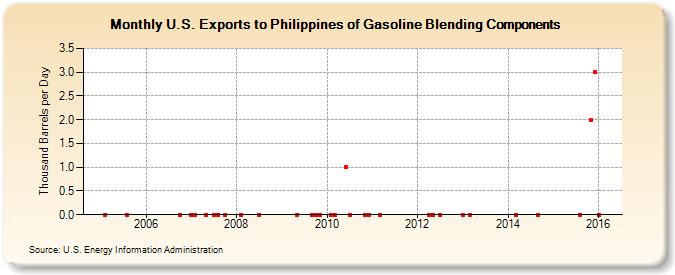 Monthly U.S. Exports to Philippines of Gasoline Blending Components
Thousand Barrels per Day
3.5
3.0
2.5
2.0
1.5
1.0
0.5
0.0
2006 2008 2010 2012 2014 2016
Source: U.S. Energy Information Administration